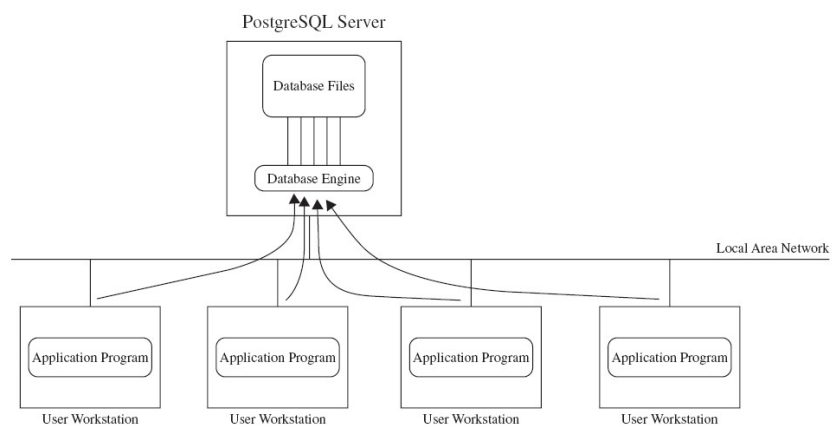 PostgreSQL Server
Database Files
Database Engine
Local Area Network
Application Program
Application Program
Application Program
Application Program
User Workstation
User Workstation
User Workstation
User Workstation